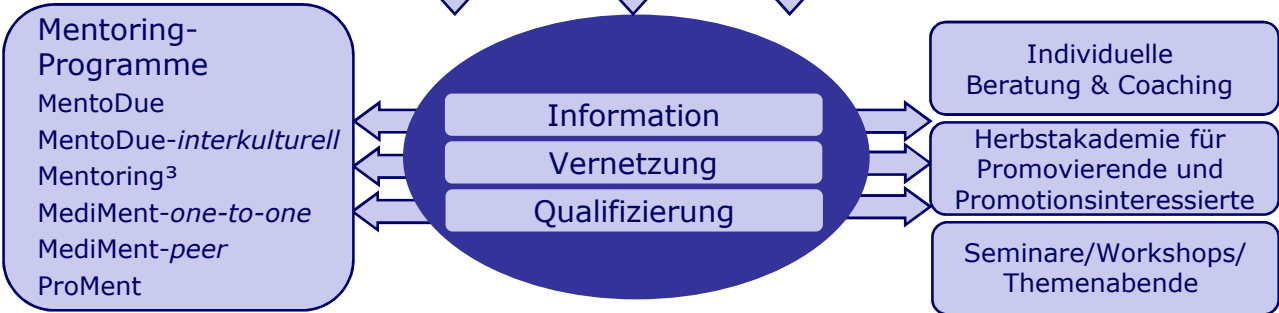 Mentoring-
Programme
MentoDue
MentoDue-interkulturell
Mentoring³
MediMent-one-to-one
MediMent-peer
ProMent
Information
Vernetzung
Qualifizierung
Individuelle
Beratung & Coaching
Herbstakademie für
Promovierende und
Promotionsinteressierte
Seminare/Workshops/
Themenabende